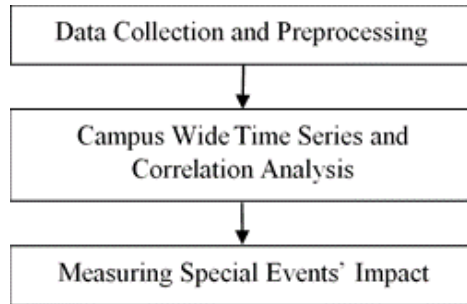 Data Collection and Preprocessing
Campus Wide Time Series and
Correlation Analysis
Measuring Special Events’ Impact